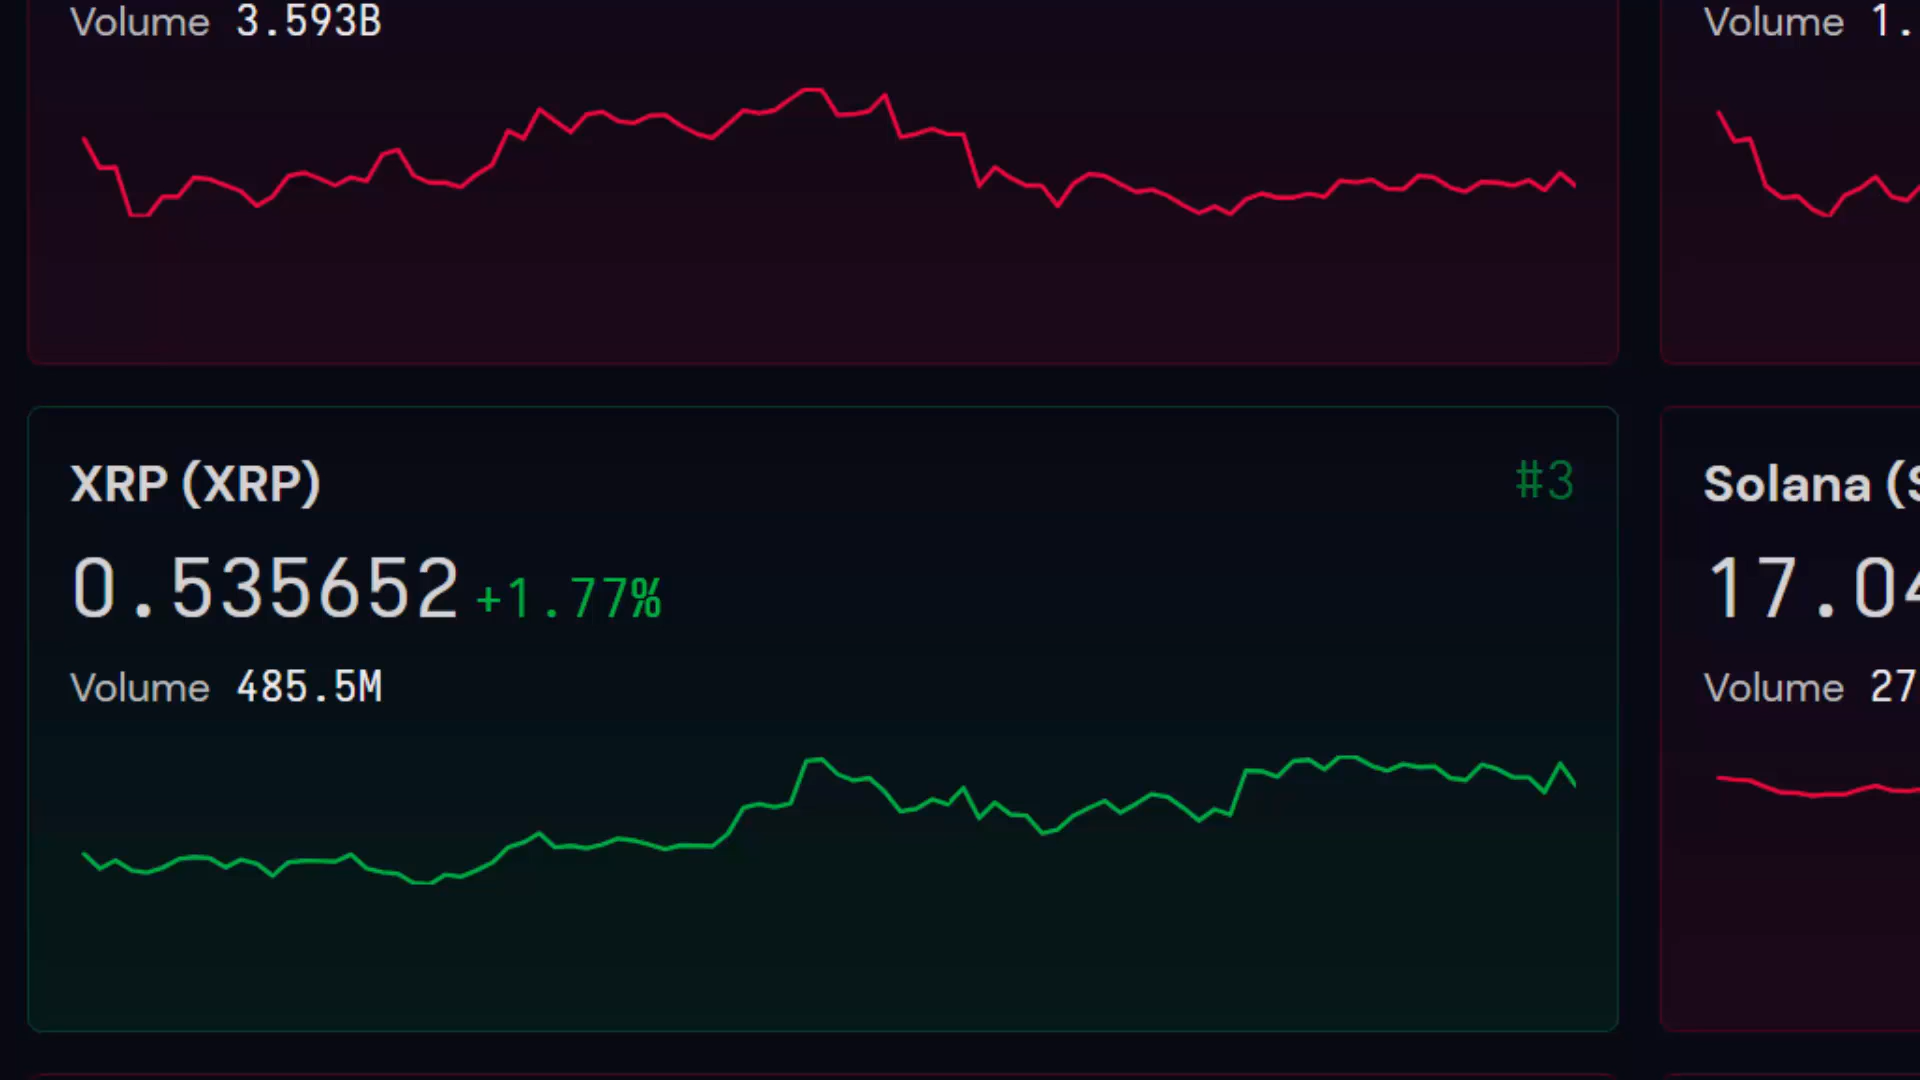 Volume 3.593B
Volume 1.
XRP (XRP) #3
0.535652 +1.77%
Volume 485.5M
Solana (S
17.04
Volume 27